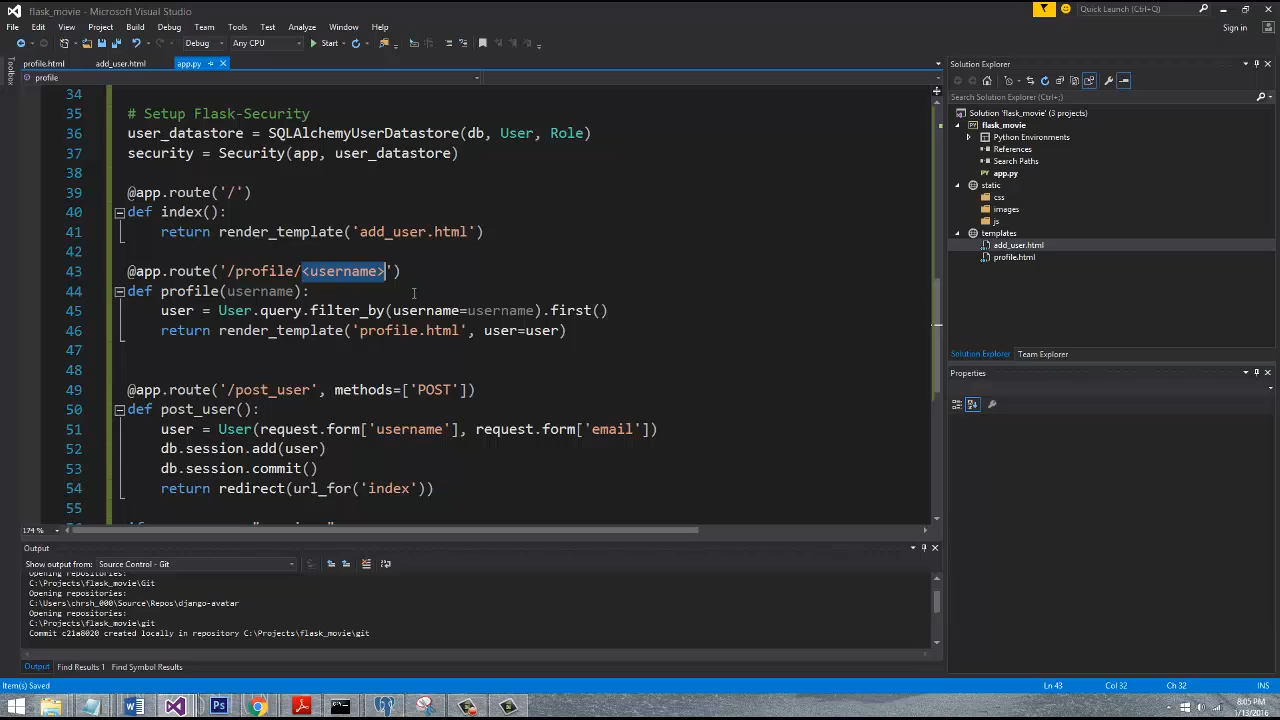 flask_movie - Microsoft Visual Studio
Quick Launch (Ctrl+;)
File Edit View Project Build Debug Team Tools Test Analyze Window Help
Sign in
Debug Any CPU Start
Toolbox
profile.html add_user.html app.py
profile
34
35 # Setup Flask-Security
36 user_datastore = SQLAlchemyUserDatastore(db, User, Role)
37 security = Security(app, user_datastore)
38
39 @app.route('/')
40 def index():
41 return render_template('add_user.html')
42
43 @app.route('/profile/<username>')
44 def profile(username):
45 user = User.query.filter_by(username=username).first()
46 return render_template('profile.html', user=user)
47
48
49 @app.route('/post_user', methods=['POST'])
50 def post_user():
51 user = User(request.form['username'], request.form['email'])
52 db.session.add(user)
53 db.session.commit()
54 return redirect(url_for('index'))
55
174 %
Solution Explorer
Search Solution Explorer (Ctrl+;)
Solution 'flask_movie' (3 projects)
flask_movie
Python Environments
References
Search Paths
app.py
static
css
images
js
templates
add_user.html
profile.html
Solution Explorer Team Explorer
Properties
Output
Show output from: Source Control - Git
Opening repositories:
C:\Projects\flask_movie\Git
Opening repositories:
C:\Users\chrsh_000\Source\Repos\django-avatar
Opening repositories:
C:\Projects\flask_movie\git
Commit c21a8020 created locally in repository C:\Projects\flask_movie\git
Output Find Results 1 Find Symbol Results
Item(s) Saved Ln 43 Col 32 Ch 32 INS
8:05 PM
1/13/2016